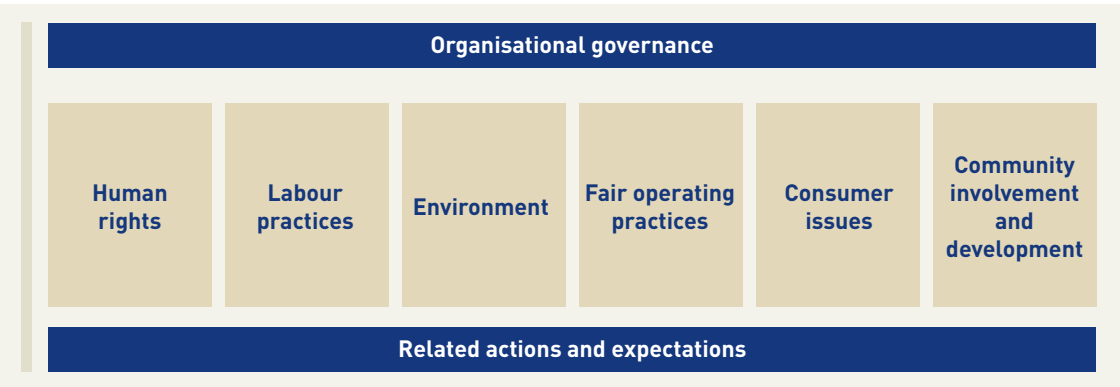 Organisational governance
Human
rights
Labour
practices
Environment
Fair operating
practices
Consumer
issues
Community
involvement
and
development
Related actions and expectations